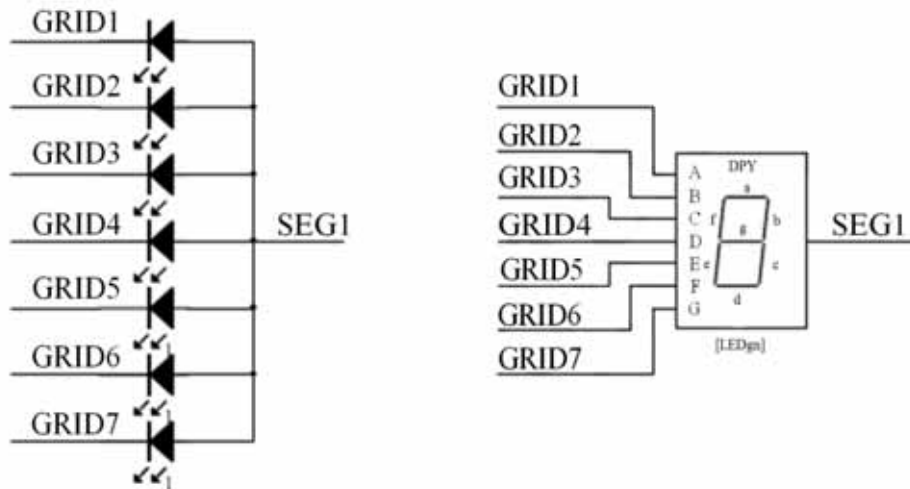 GRID1
GRID2
GRID3
GRID4
GRID5
GRID6
GRID7
SEG1
GRID1
GRID2
GRID3
GRID4
GRID5
GRID6
GRID7
DPY
A
B
C
D
E
F
G
a
f
b
g
e
c
d
SEG1
[LEDgn]